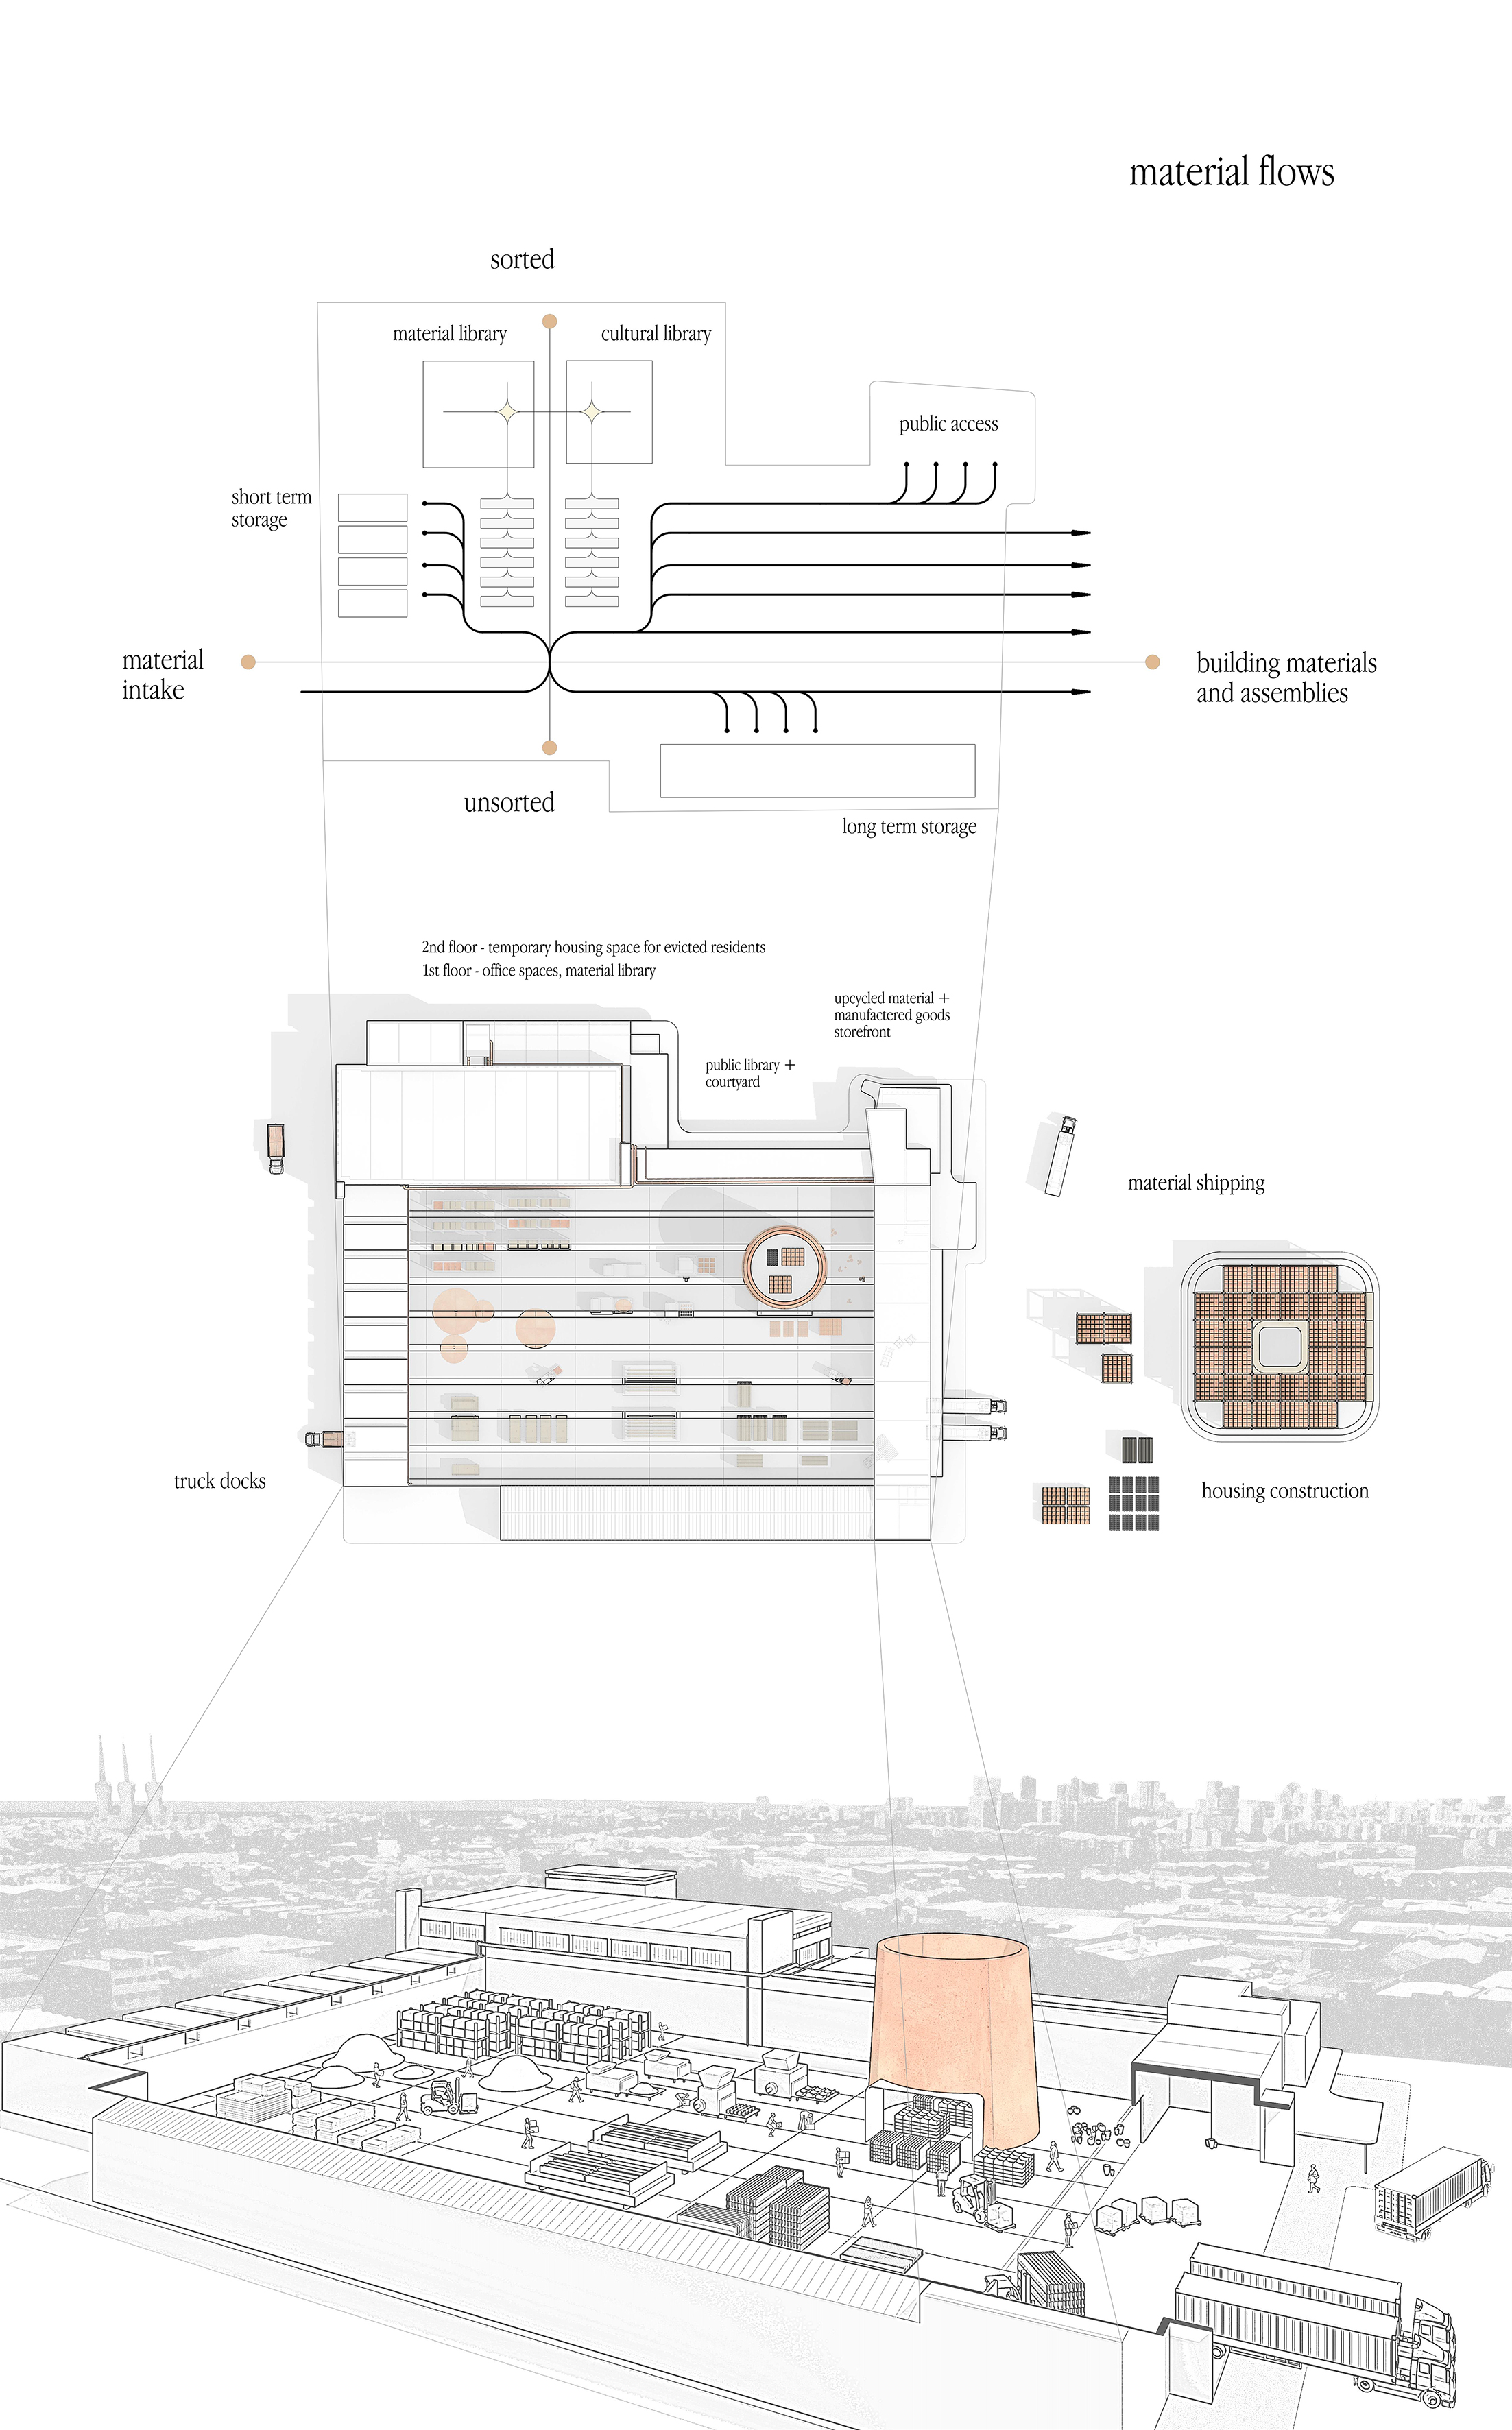 material flows
sorted
material library
cultural library
public access
short term
storage
material
intake
building materials
and assemblies
unsorted
long term storage
2nd floor - temporary housing space for evicted residents
1st floor - office spaces, material library
upcycled material +
manufactered goods
storefront
public library +
courtyard
material shipping
truck docks
housing construction